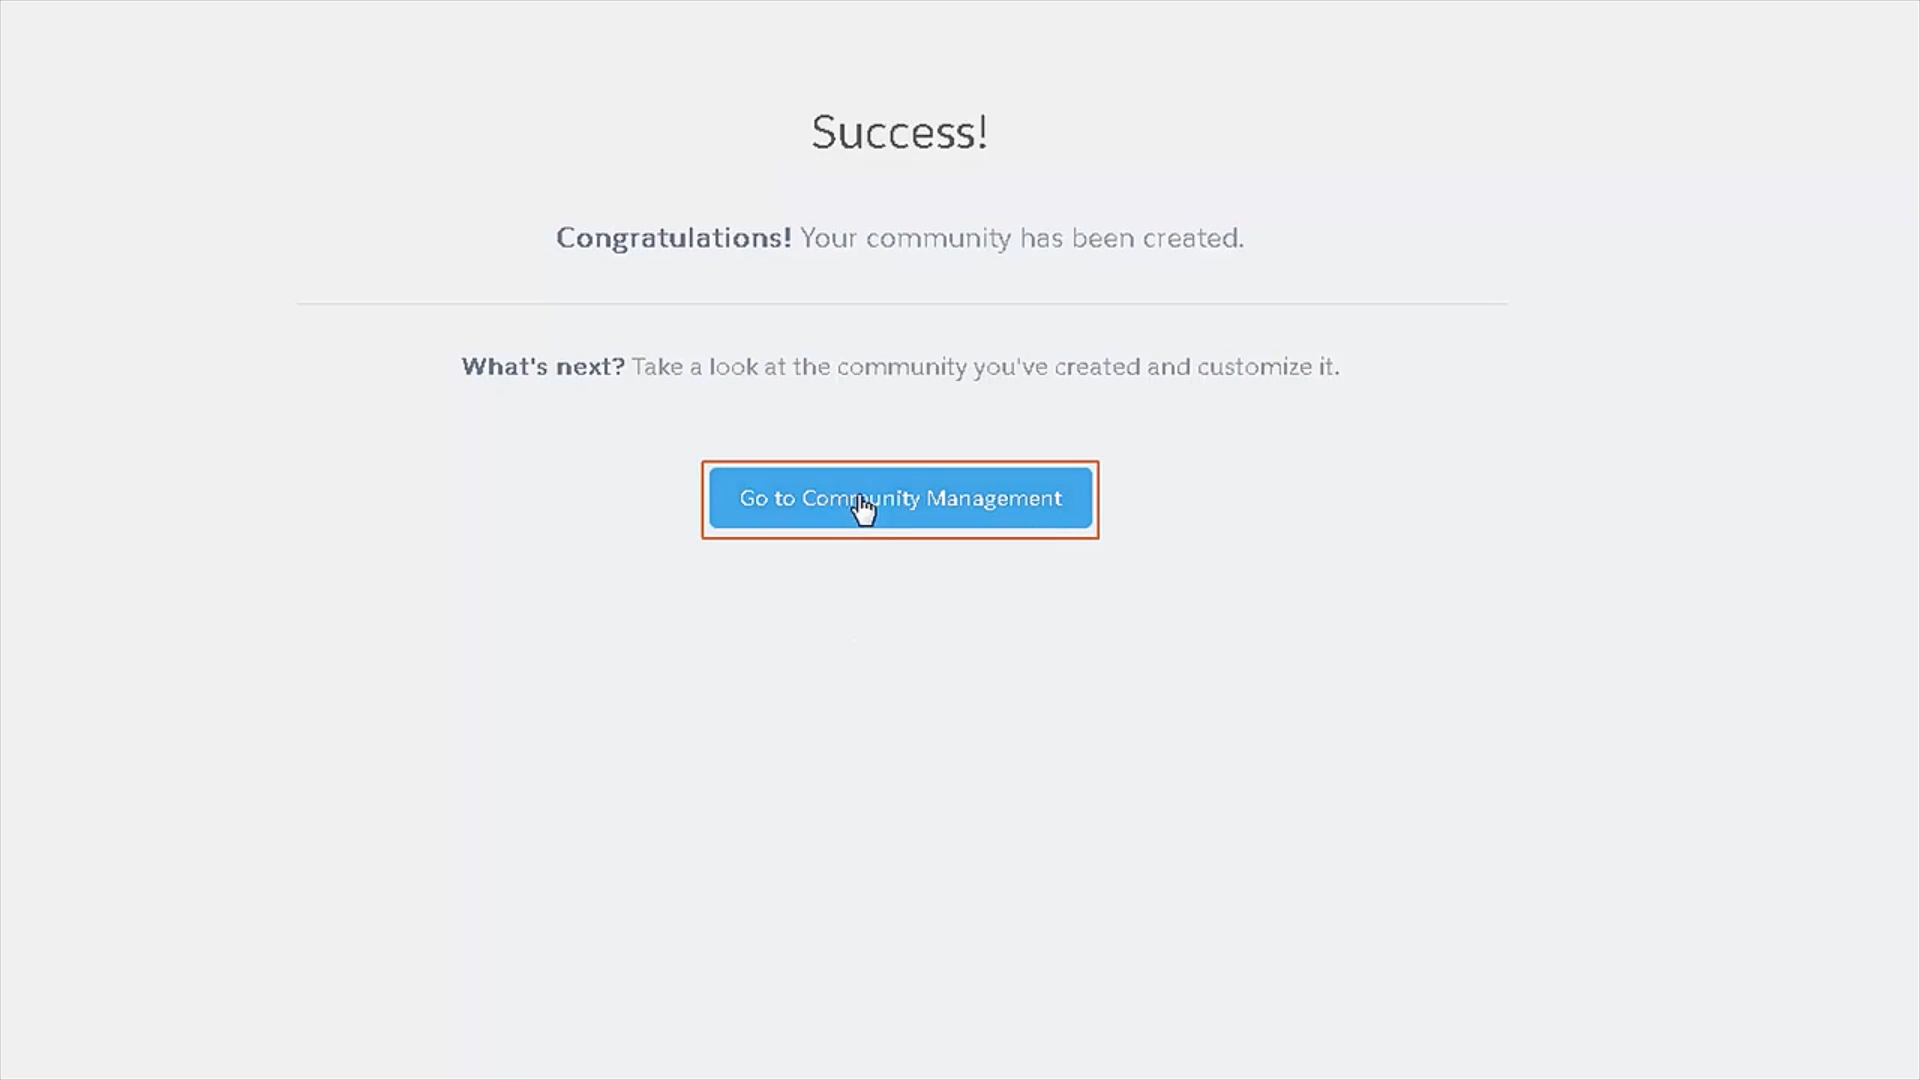 Success!
Congratulations! Your community has been created.
What's next? Take a look at the community you've created and customize it.
Go to Community Management